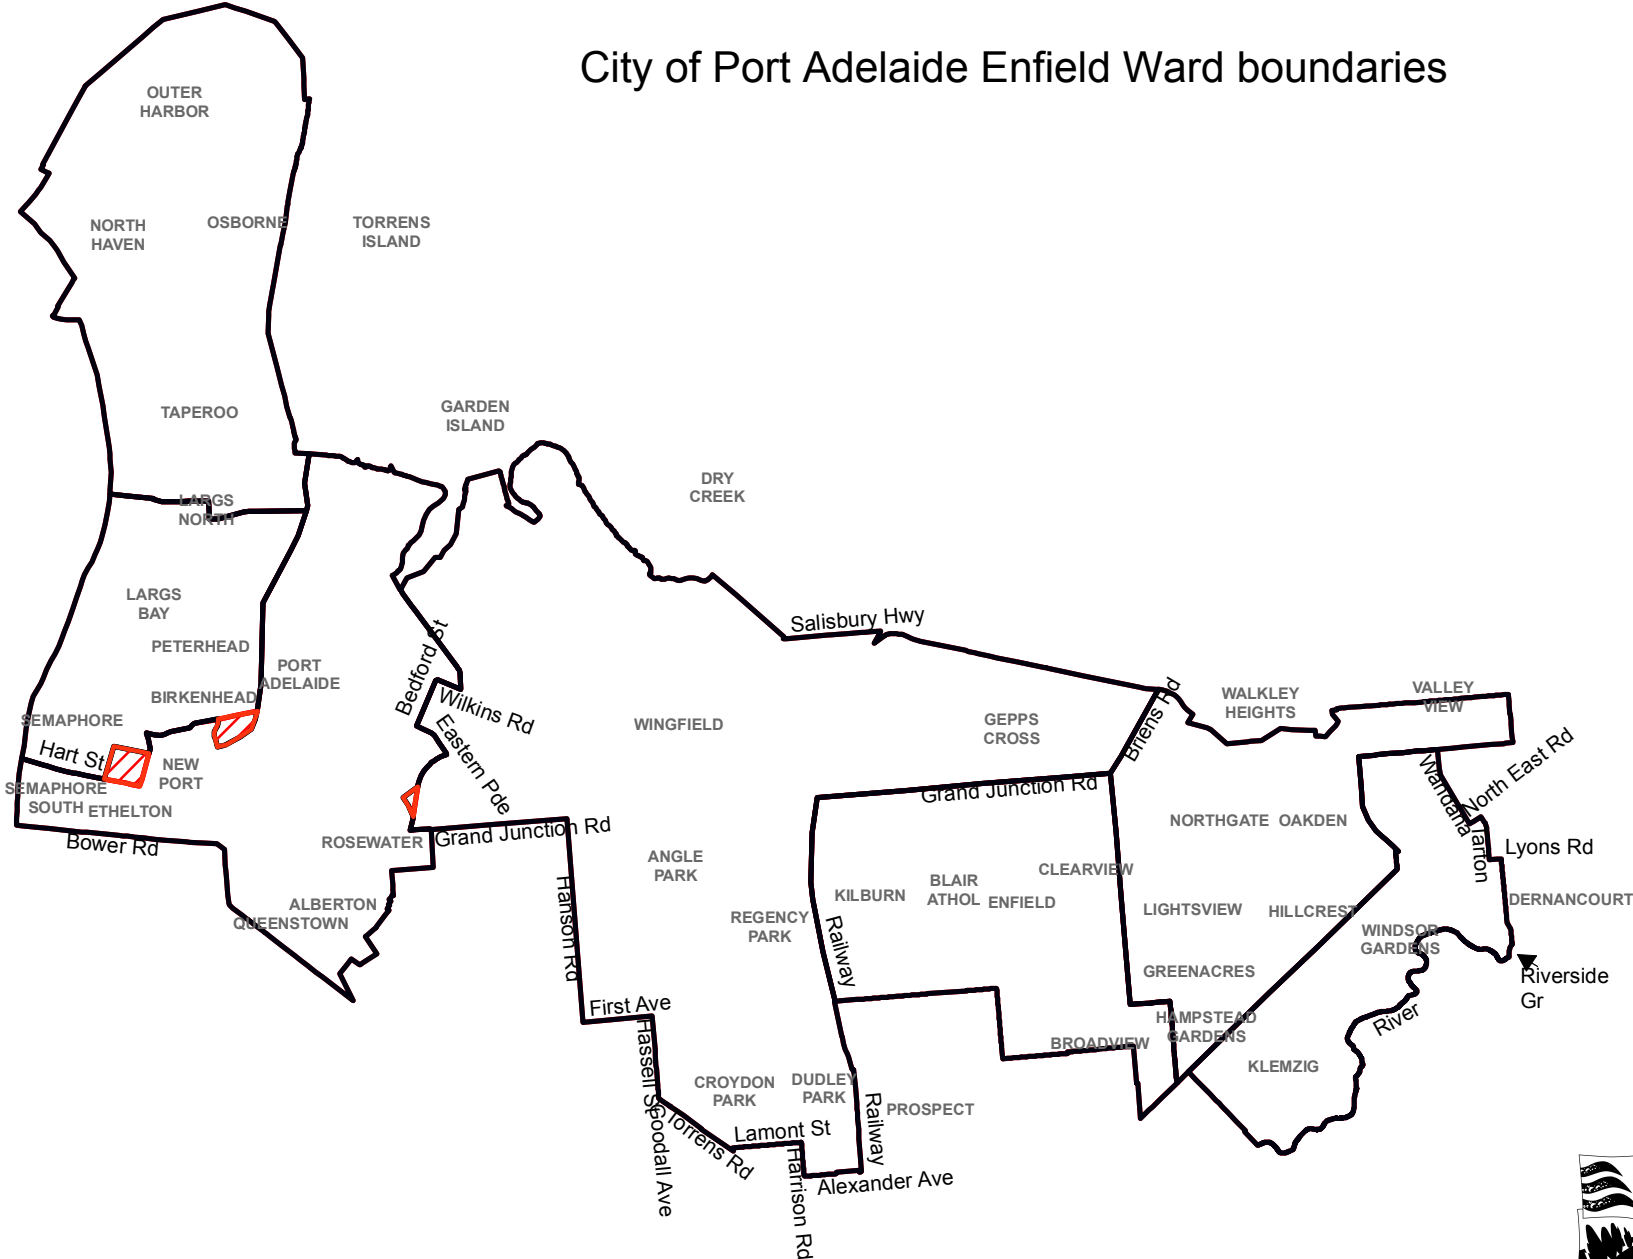 City of Port Adelaide Enfield Ward boundaries
OUTER
HARBOR
NORTH
HAVEN
OSBORNE
TORRENS
ISLAND
TAPEROO
GARDEN
ISLAND
DRY
CREEK
LARGS
NORTH
LARGS
BAY
PETERHEAD
PORT
ADELAIDE
BIRKENHEAD
SEMAPHORE
Hart St
NEW
PORT
SEMAPHORE
SOUTH
ETHELTON
Bower Rd
Bedford St
Wilkins Rd
Eastern Pde
Salisbury Hwy
WINGFIELD
GEPPS
CROSS
Briens Rd
WALKLEY
HEIGHTS
VALLEY
VIEW
North East Rd
Wandana
Tarton
Lyons Rd
DERNANCOURT
Riverside
Gr
Grand Junction Rd
Grand Junction Rd
ROSEWATER
ALBERTON
QUEENSTOWN
Hanson Rd
ANGLE
PARK
REGENCY
PARK
KILBURN
BLAIR
ATHOL
ENFIELD
CLEARVIEW
NORTHGATE
OAKDEN
LIGHTSVIEW
HILLCREST
WINDSOR
GARDENS
GREENACRES
HAMPSTEAD
GARDENS
BROADVIEW
KLEMZIG
River
Railway
First Ave
Hassell St
Goodall Ave
Torrens Rd
CROYDON
PARK
DUDLEY
PARK
Lamont St
Harrison Rd
Railway
PROSPECT
Alexander Ave